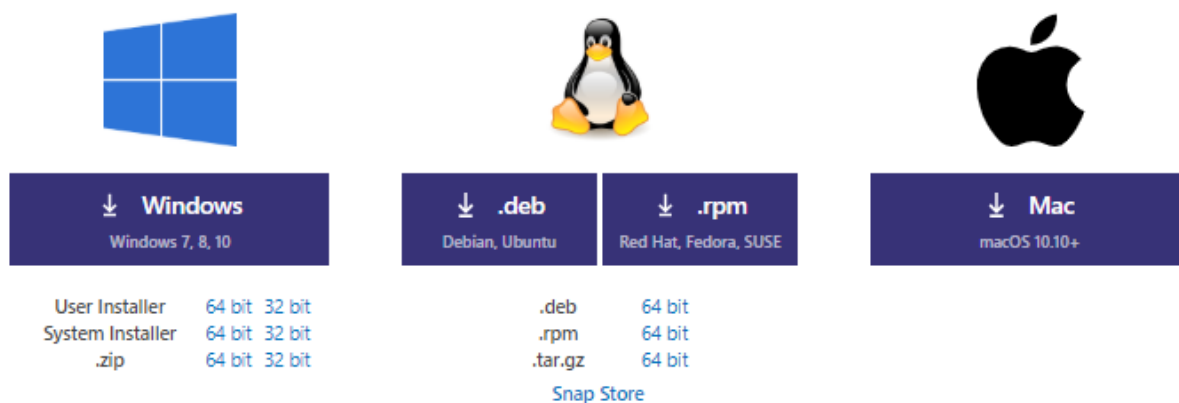 Windows
Windows 7, 8, 10
User Installer 64 bit 32 bit
System Installer 64 bit 32 bit
.zip 64 bit 32 bit
.deb
Debian, Ubuntu
.rpm
Red Hat, Fedora, SUSE
.deb 64 bit
.rpm 64 bit
.tar.gz 64 bit
Snap Store
Mac
macOS 10.10+